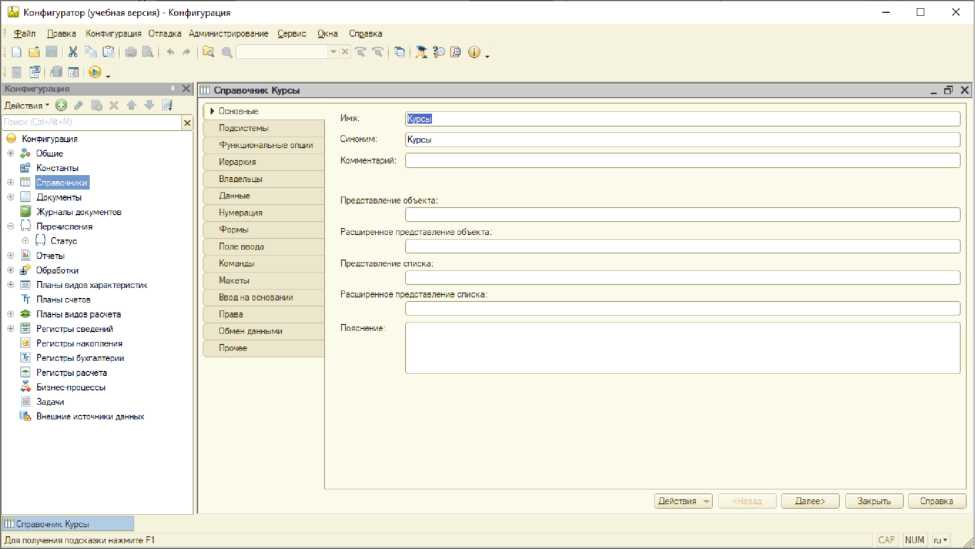 Конфигуратор (учебная версия) - Конфигурация
Файл Правка Конфигурация Отладка Администрирование Сервис Окна Справка
Конфигурация
Действия
Поиск (Ctrl+Alt+M)
Конфигурация
Общие
Константы
Справочники
Документы
Журналы документов
Перечисления
Статус
Отчеты
Обработки
Планы видов характеристик
Планы счетов
Планы видов расчета
Регистры сведений
Регистры накопления
Регистры бухгалтерии
Регистры расчета
Бизнес-процессы
Задачи
Внешние источники данных
Справочник Курсы
Основные
Подсистемы
Функциональные опции
Иерархия
Владельцы
Данные
Нумерация
Формы
Поле ввода
Команды
Макеты
Ввод на основании
Права
Обмен данными
Прочее
Имя: Курсы
Синоним: Курсы
Комментарий:
Представление объекта:
Расширенное представление объекта:
Представление списка:
Расширенное представление списка:
Пояснение:
Действия <Назад Далее> Закрыть Справка
Справочник Курсы
Для получения подсказки нажмите F1
CAP NUM ru